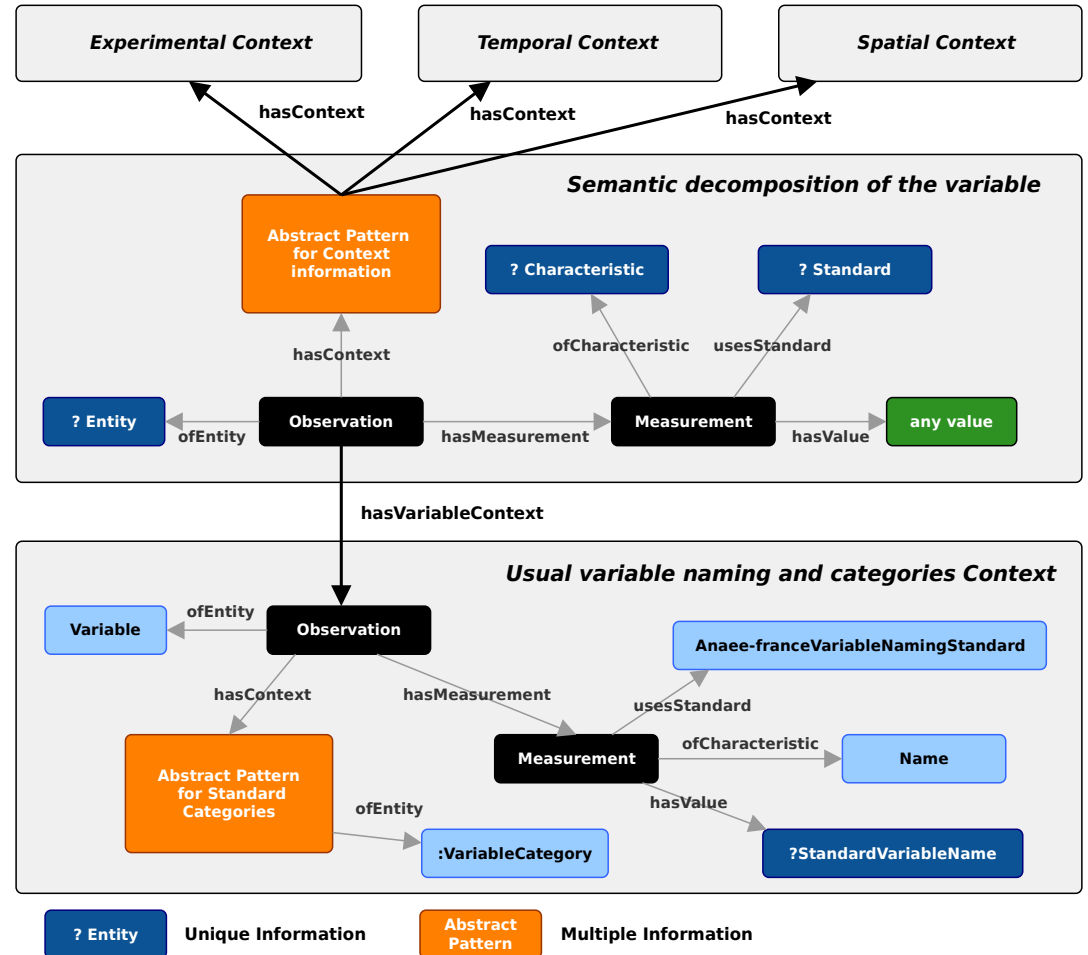 Experimental Context
Temporal Context
Spatial Context
hasContext
hasContext
hasContext
Semantic decomposition of the variable
Abstract Pattern
for Context
information
? Characteristic
? Standard
hasContext
ofCharacteristic
usesStandard
? Entity
ofEntity
Observation
hasMeasurement
Measurement
hasValue
any value
hasVariableContext
Usual variable naming and categories Context
Variable
ofEntity
Observation
Anaee-franceVariableNamingStandard
hasContext
hasMeasurement
usesStandard
Abstract Pattern
for Standard
Categories
Measurement
ofCharacteristic
Name
hasValue
ofEntity
:VariableCategory
?StandardVariableName
? Entity
Unique Information
Abstract
Pattern
Multiple Information